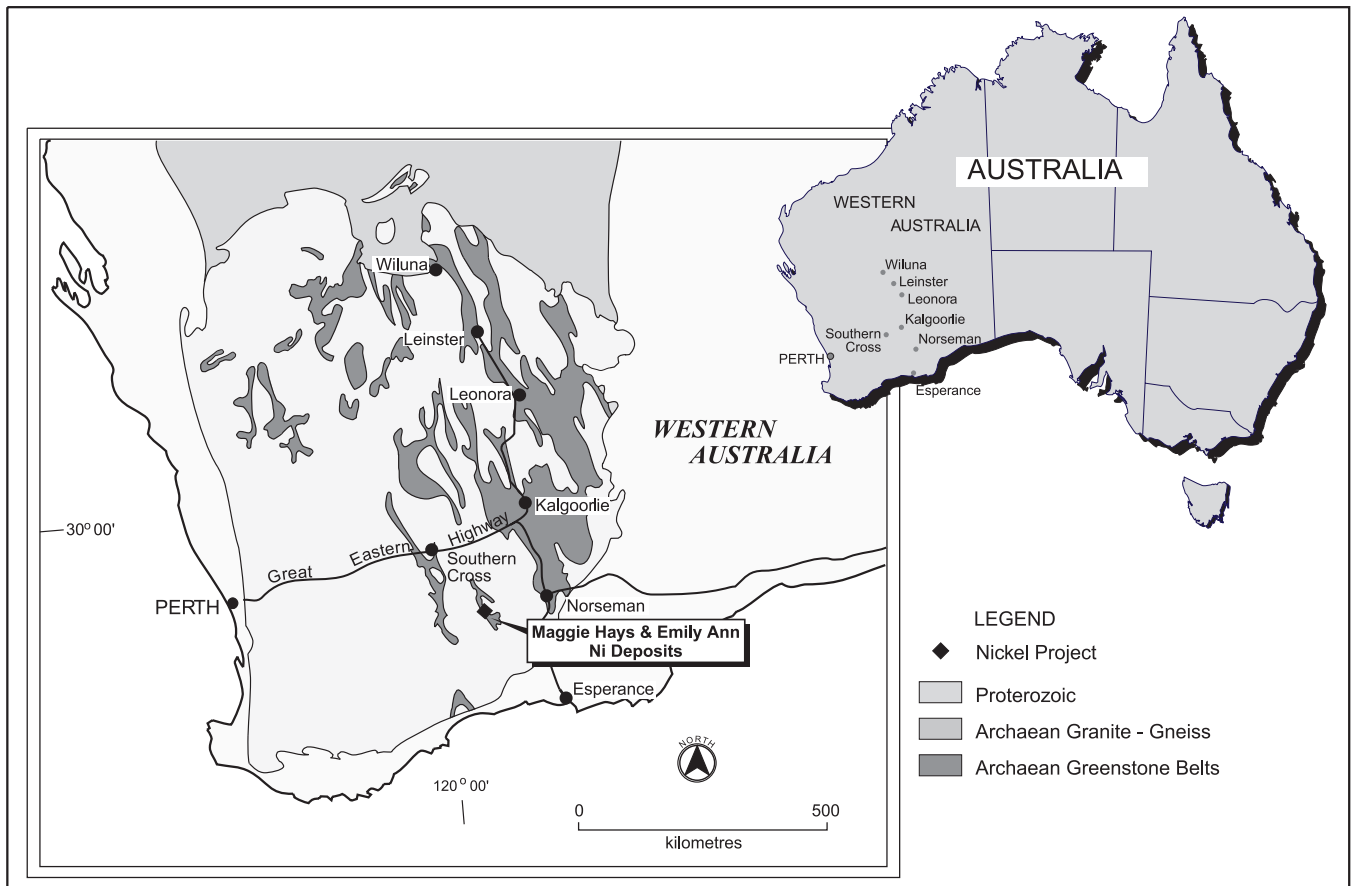 AUSTRALIA
WESTERN
AUSTRALIA
Wiluna
Leinster
Leonora
Kalgoorlie
Southern
Cross
Norseman
PERTH
Esperance
Wiluna
Leinster
Leonora
WESTERN
AUSTRALIA
Kalgoorlie
30° 00'
Great Eastern Highway
Southern
Cross
PERTH
Norseman
Maggie Hays & Emily Ann
Ni Deposits
Esperance
NORTH
120° 00'
0 500
kilometres
LEGEND
Nickel Project
Proterozoic
Archaean Granite - Gneiss
Archaean Greenstone Belts